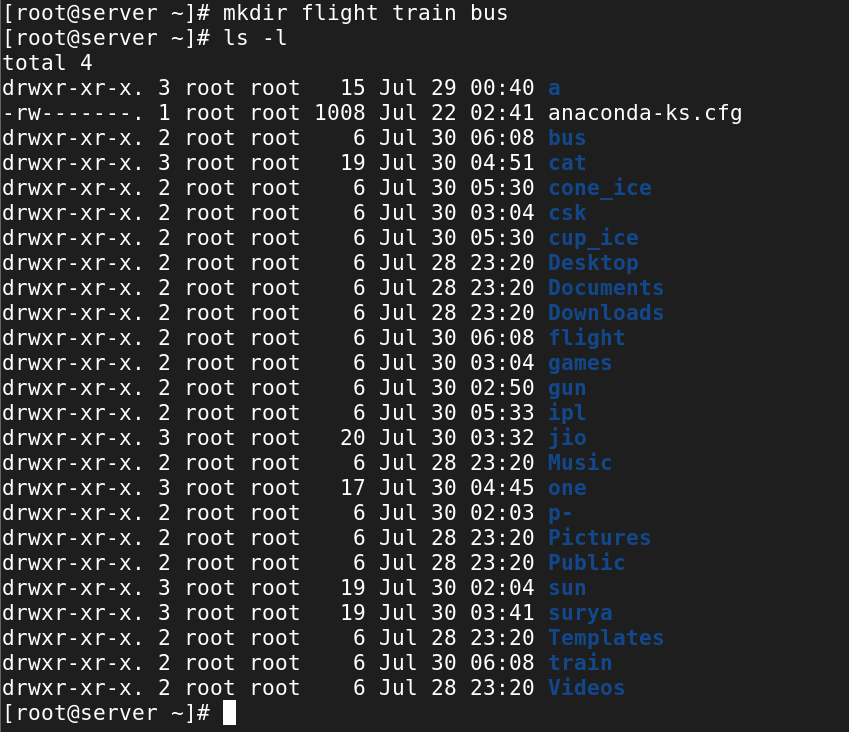 [root@server ~]# mkdir flight train bus
[root@server ~]# ls -l
total 4
drwxr-xr-x. 3 root root   15 Jul 29 00:40 a
-rw-------. 1 root root 1008 Jul 22 02:41 anaconda-ks.cfg
drwxr-xr-x. 2 root root    6 Jul 30 06:08 bus
drwxr-xr-x. 3 root root   19 Jul 30 04:51 cat
drwxr-xr-x. 2 root root    6 Jul 30 05:30 cone_ice
drwxr-xr-x. 2 root root    6 Jul 30 03:04 csk
drwxr-xr-x. 2 root root    6 Jul 30 05:30 cup_ice
drwxr-xr-x. 2 root root    6 Jul 28 23:20 Desktop
drwxr-xr-x. 2 root root    6 Jul 28 23:20 Documents
drwxr-xr-x. 2 root root    6 Jul 28 23:20 Downloads
drwxr-xr-x. 2 root root    6 Jul 30 06:08 flight
drwxr-xr-x. 2 root root    6 Jul 30 03:04 games
drwxr-xr-x. 2 root root    6 Jul 30 02:50 gun
drwxr-xr-x. 2 root root    6 Jul 30 05:33 ipl
drwxr-xr-x. 3 root root   20 Jul 30 03:32 jio
drwxr-xr-x. 2 root root    6 Jul 28 23:20 Music
drwxr-xr-x. 3 root root   17 Jul 30 04:45 one
drwxr-xr-x. 2 root root    6 Jul 30 02:03 p-
drwxr-xr-x. 2 root root    6 Jul 28 23:20 Pictures
drwxr-xr-x. 2 root root    6 Jul 28 23:20 Public
drwxr-xr-x. 3 root root   19 Jul 30 02:04 sun
drwxr-xr-x. 3 root root   19 Jul 30 03:41 surya
drwxr-xr-x. 2 root root    6 Jul 28 23:20 Templates
drwxr-xr-x. 2 root root    6 Jul 30 06:08 train
drwxr-xr-x. 2 root root    6 Jul 28 23:20 Videos
[root@server ~]#